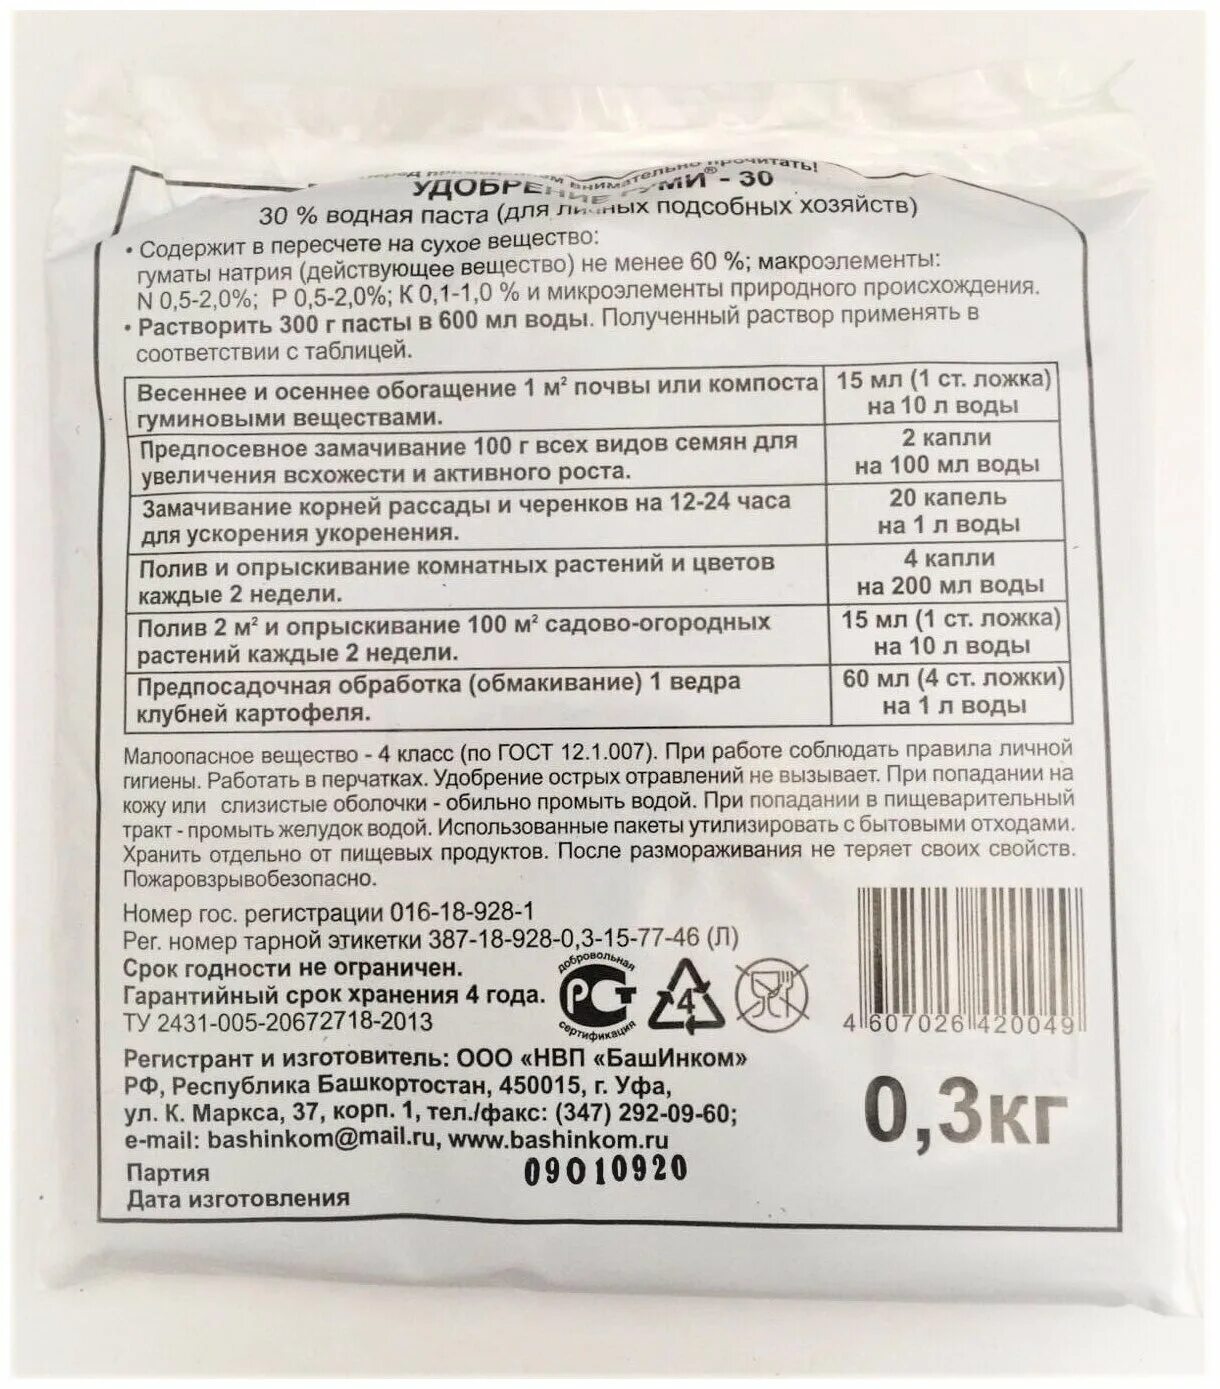 внимательно прочитать!
УДОБРЕНИЕ ГУМИ® - 30
30 % водная паста (для личных подсобных хозяйств)
• Содержит в пересчете на сухое вещество:
гуматы натрия (действующее вещество) не менее 60 %; макроэлементы:
N 0,5-2,0%; P 0,5-2,0%; K 0,1-1,0 % и микроэлементы природного происхождения.
• Растворить 300 г пасты в 600 мл воды. Полученный раствор применять в
соответствии с таблицей.
Весеннее и осеннее обогащение 1 м² почвы или компоста
гуминовыми веществами.
15 мл (1 ст. ложка)
на 10 л воды
Предпосевное замачивание 100 г всех видов семян для
увеличения всхожести и активного роста.
2 капли
на 100 мл воды
Замачивание корней рассады и черенков на 12-24 часа
для ускорения укоренения.
20 капель
на 1 л воды
Полив и опрыскивание комнатных растений и цветов
каждые 2 недели.
4 капли
на 200 мл воды
Полив 2 м² и опрыскивание 100 м² садово-огородных
растений каждые 2 недели.
15 мл (1 ст. ложка)
на 10 л воды
Предпосадочная обработка (обмакивание) 1 ведра
клубней картофеля.
60 мл (4 ст. ложки)
на 1 л воды
Малоопасное вещество - 4 класс (по ГОСТ 12.1.007). При работе соблюдать правила личной
гигиены. Работать в перчатках. Удобрение острых отравлений не вызывает. При попадании на
кожу или слизистые оболочки - обильно промыть водой. При попадании в пищеварительный
тракт - промыть желудок водой. Использованные пакеты утилизировать с бытовыми отходами.
Хранить отдельно от пищевых продуктов. После размораживания не теряет своих свойств.
Пожаровзрывобезопасно.
Номер гос. регистрации 016-18-928-1
Рег. номер тарной этикетки 387-18-928-0,3-15-77-46 (Л)
Срок годности не ограничен.
Гарантийный срок хранения 4 года.
ТУ 2431-005-20672718-2013
добровольная
РСТ
сертификация
4
4 607026 420049
Регистрант и изготовитель: ООО «НВП «БашИнком»
РФ, Республика Башкортостан, 450015, г. Уфа,
ул. К. Маркса, 37, корп. 1, тел./факс: (347) 292-09-60;
e-mail: bashinkom@mail.ru, www.bashinkom.ru
0,3кг
Партия
09010920
Дата изготовления